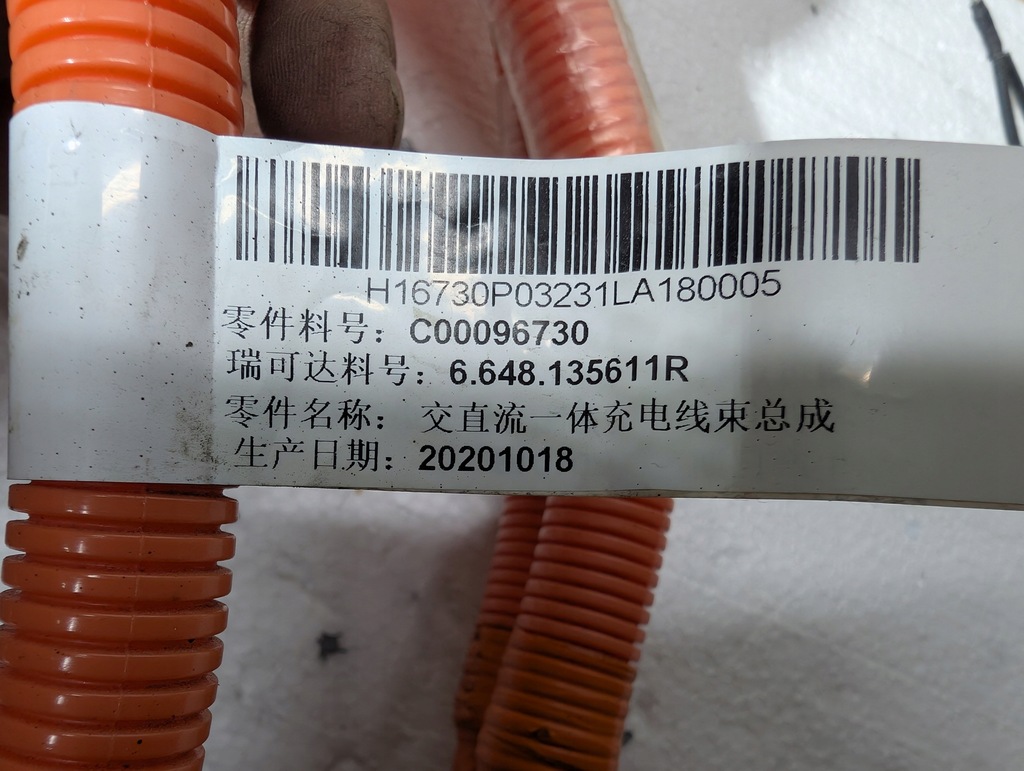 H16730P03231LA180005
零件料号：C00096730
瑞可达料号：6.648.135611R
零件名称：交直流一体充电线束总成
生产日期：20201018